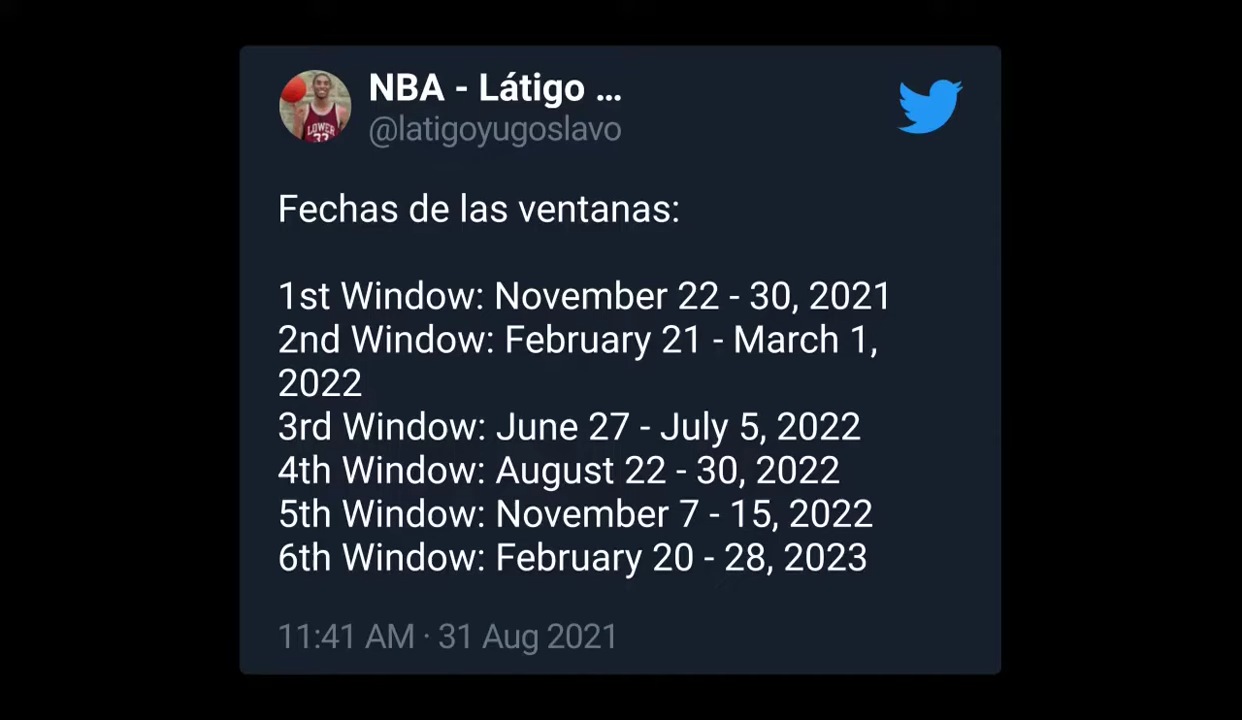 NBA - Látigo ...
@latigoyugoslavo
Fechas de las ventanas:
1st Window: November 22 - 30, 2021
2nd Window: February 21 - March 1,
2022
3rd Window: June 27 - July 5, 2022
4th Window: August 22 - 30, 2022
5th Window: November 7 - 15, 2022
6th Window: February 20 - 28, 2023
11:41 AM · 31 Aug 2021
LOWER
33